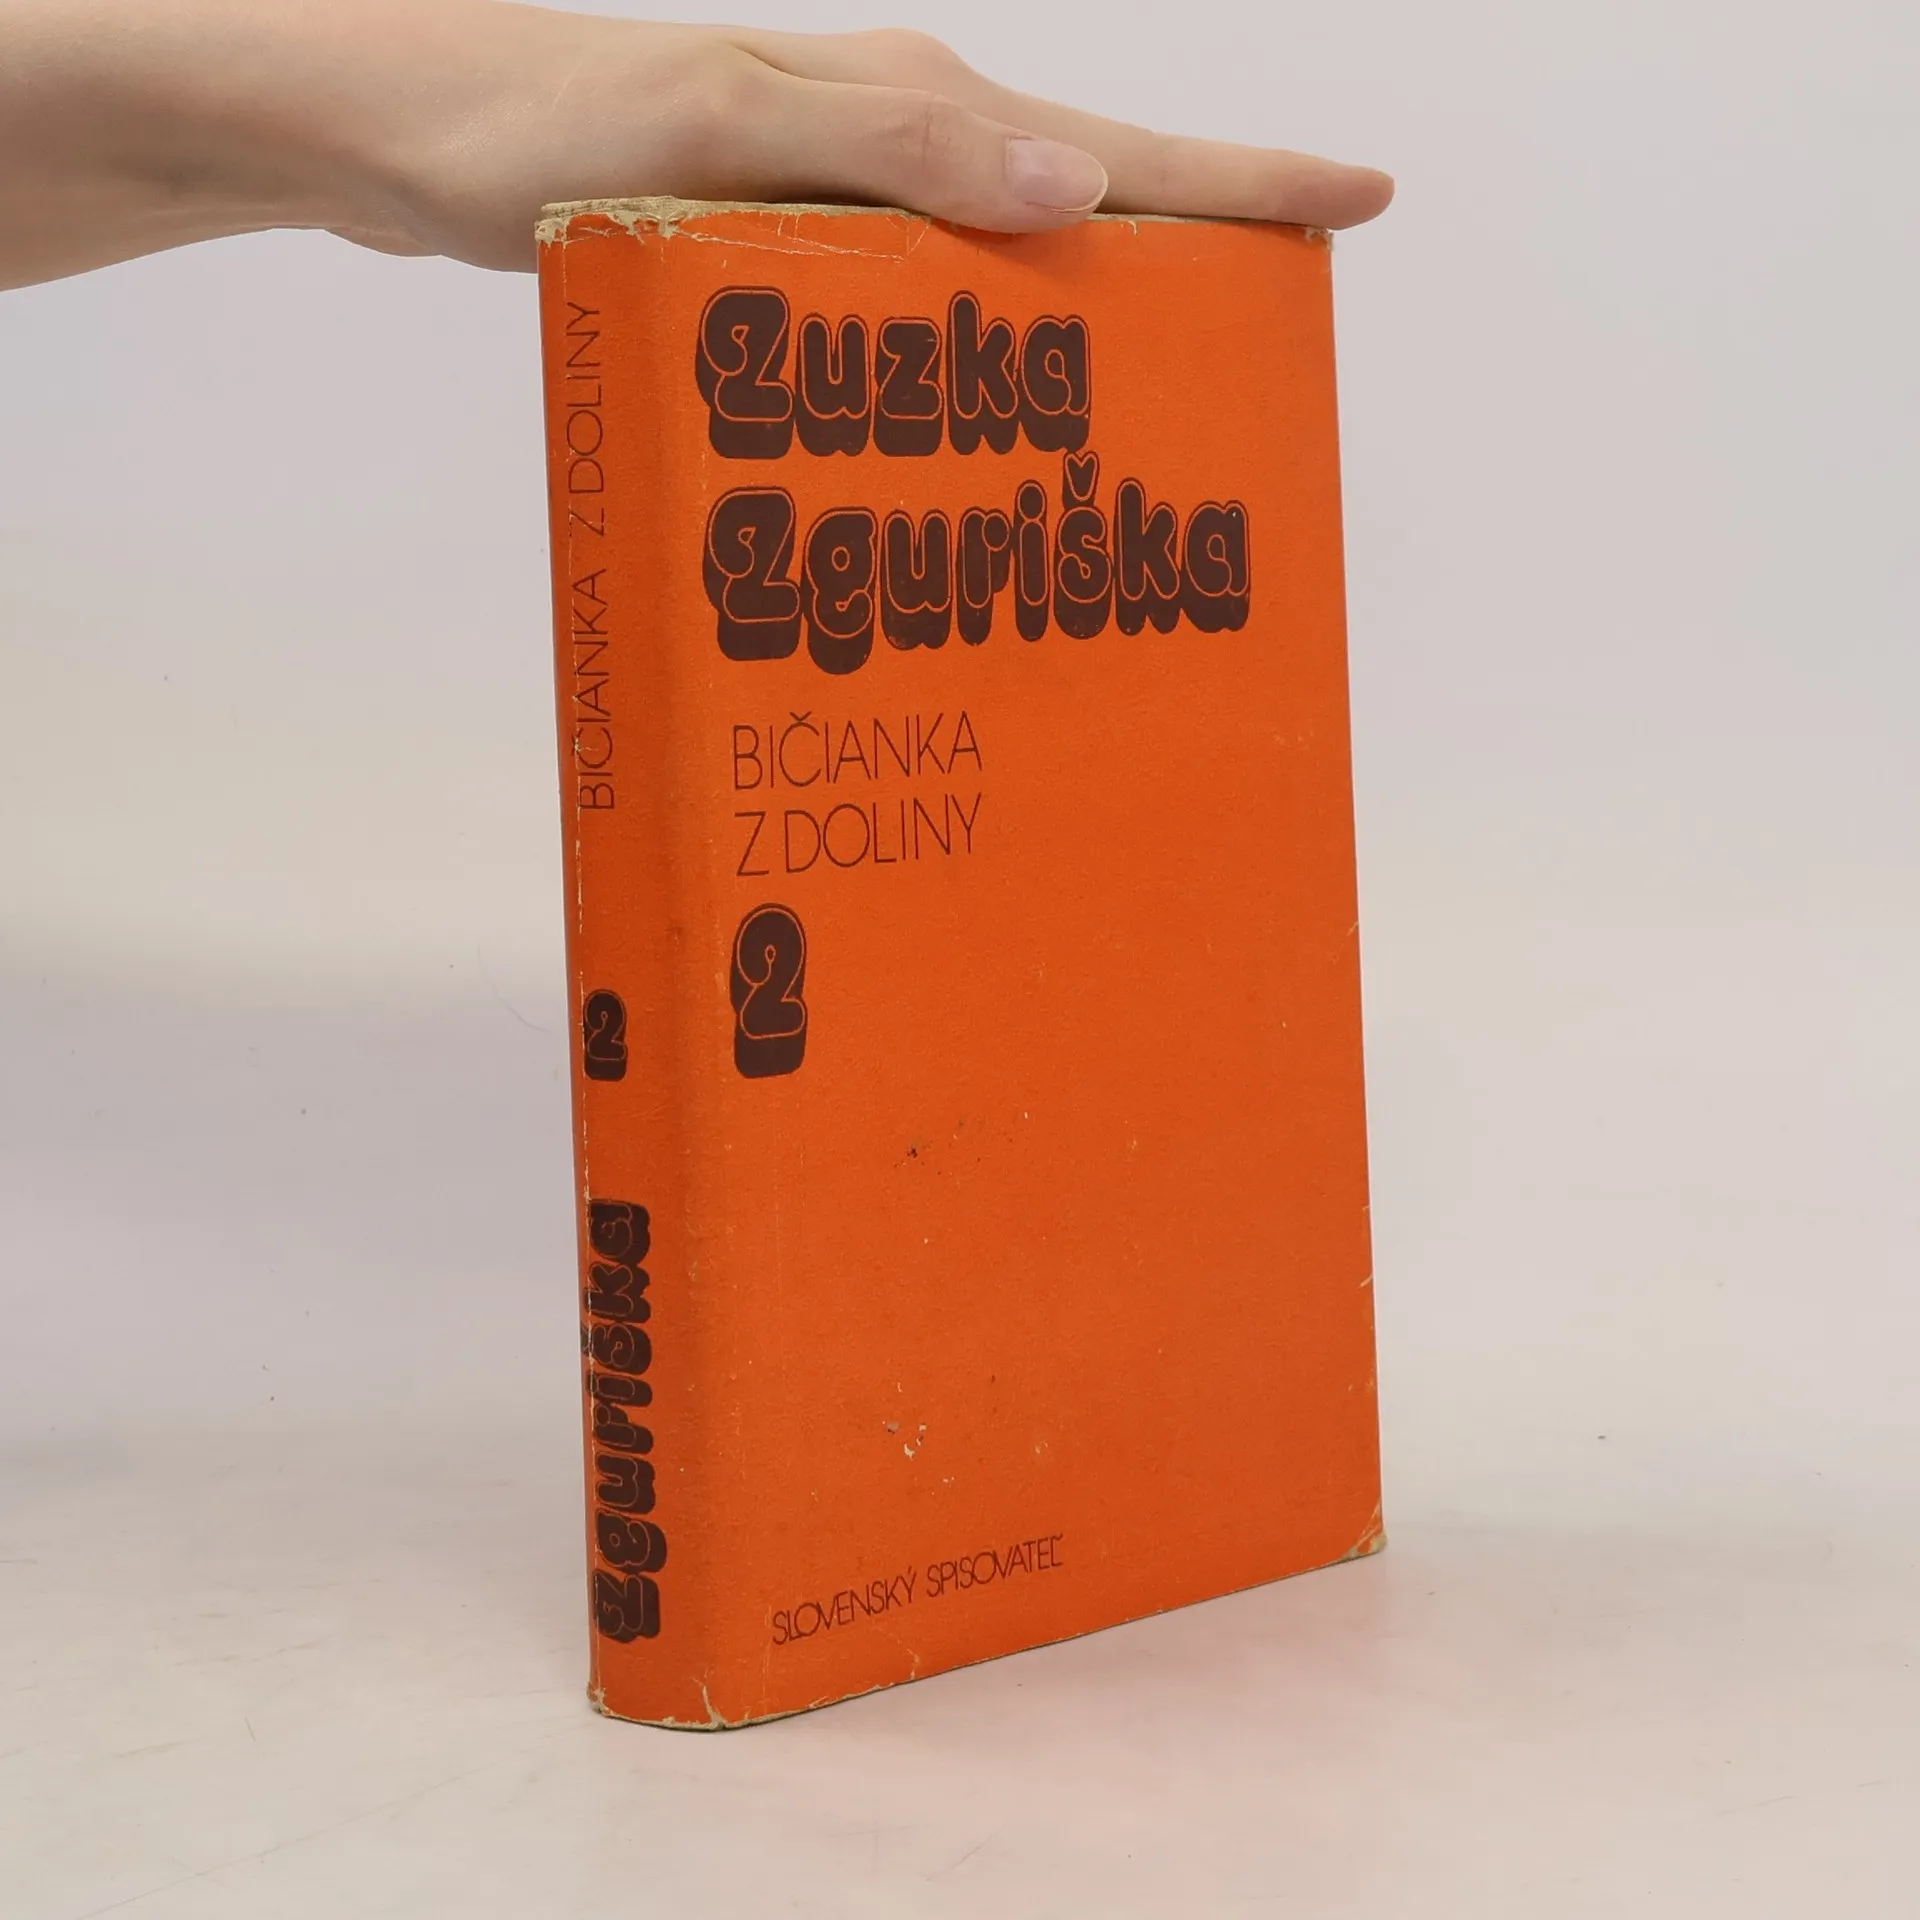 Zuzka
Zguriška
BIČIANKA
Z DOLINY
2
SLOVENSKÝ SPISOVATEĽ
BIČIANKA Z DOLINY
2
Zguriška